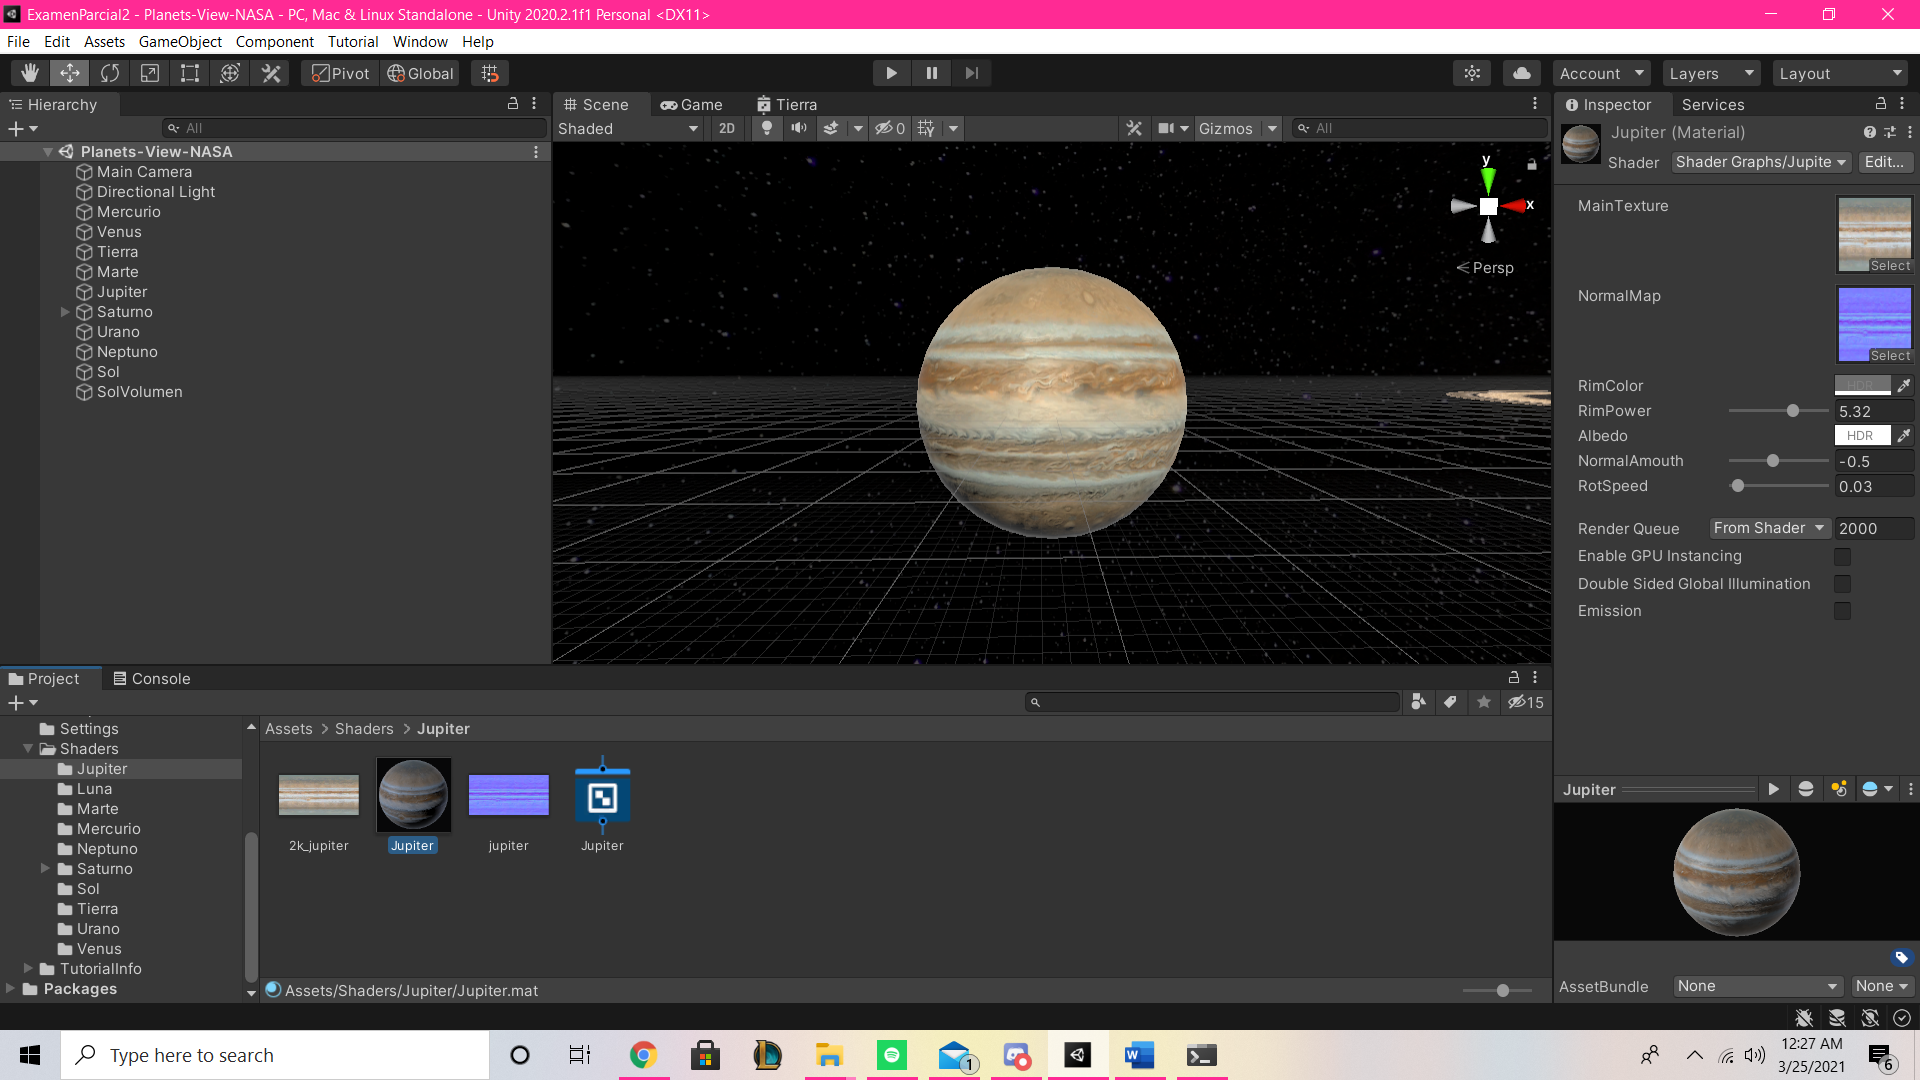 ExamenParcial2 - Planets-View-NASA - PC, Mac & Linux Standalone - Unity 2020.2.1f1 Personal <DX11>
File Edit Assets GameObject Component Tutorial Window Help
Pivot Global Account Layers Layout
Hierarchy
All
Planets-View-NASA
Main Camera
Directional Light
Mercurio
Venus
Tierra
Marte
Jupiter
Saturno
Urano
Neptuno
Sol
SolVolumen
Scene Game Tierra
Shaded 2D 0 Gizmos All
y
x
Persp
Inspector Services
Jupiter (Material)
Shader Shader Graphs/Jupite Edit...
MainTexture
Select
NormalMap
Select
RimColor HDR
RimPower 5.32
Albedo HDR
NormalAmouth -0.5
RotSpeed 0.03
Render Queue From Shader 2000
Enable GPU Instancing
Double Sided Global Illumination
Emission
Project Console
15
Settings
Shaders
Jupiter
Luna
Marte
Mercurio
Neptuno
Saturno
Sol
Tierra
Urano
Venus
TutorialInfo
Packages
Assets > Shaders > Jupiter
2k_jupiter Jupiter jupiter Jupiter
Assets/Shaders/Jupiter/Jupiter.mat
Jupiter
AssetBundle None None
Type here to search
1
W
12:27 AM
3/25/2021
6